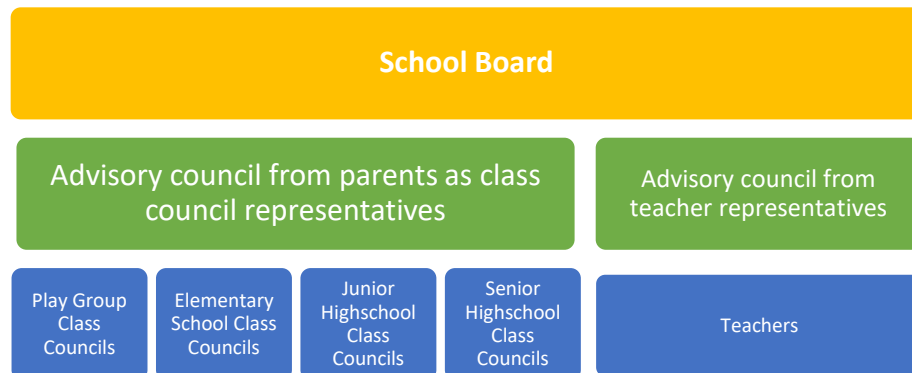 School Board
Advisory council from parents as class
council representatives
Advisory council from
teacher representatives
Play Group
Class
Councils
Elementary
School Class
Councils
Junior
Highschool
Class
Councils
Senior
Highschool
Class
Councils
Teachers